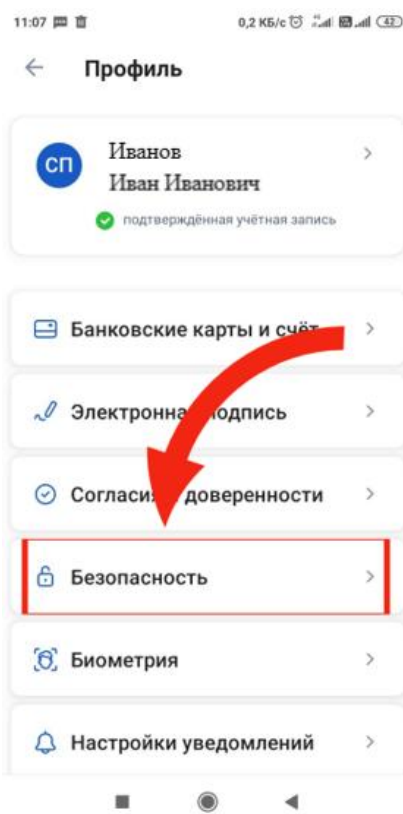 11:07 0,2 КБ/с 42
Профиль
СП
Иванов
Иван Иванович
подтверждённая учётная запись
Банковские карты и счёт
Электронная подпись
Согласия доверенности
Безопасность
Биометрия
Настройки уведомлений